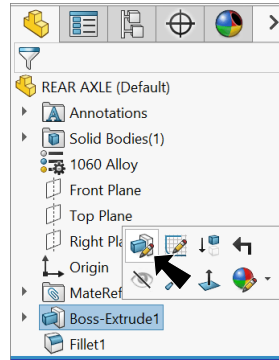 REAR AXLE (Default)
Annotations
Solid Bodies(1)
1060 Alloy
Front Plane
Top Plane
Right Pla
Origin
MateRef
Boss-Extrude1
Fillet1